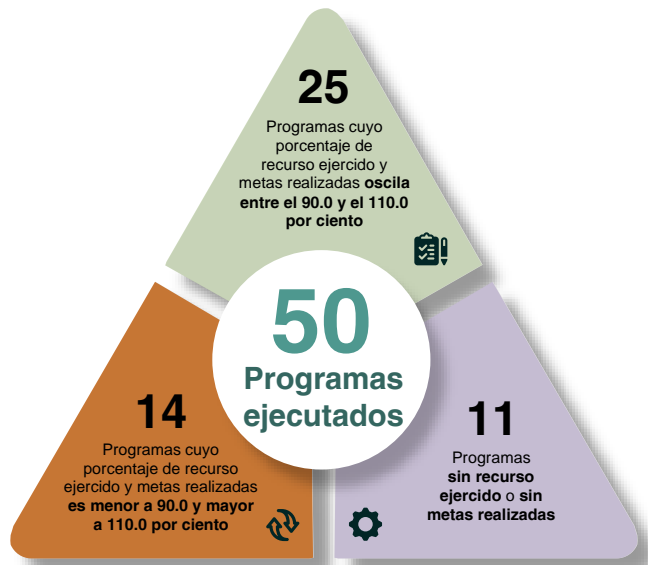 25
Programas cuyo
porcentaje de
recurso ejercido y
metas realizadas oscila
entre el 90.0 y el 110.0
por ciento
50
Programas
ejecutados
14
Programas cuyo
porcentaje de recurso
ejercido y metas realizadas
es menor a 90.0 y mayor
a 110.0 por ciento
11
Programas
sin recurso
ejercido o sin
metas realizadas